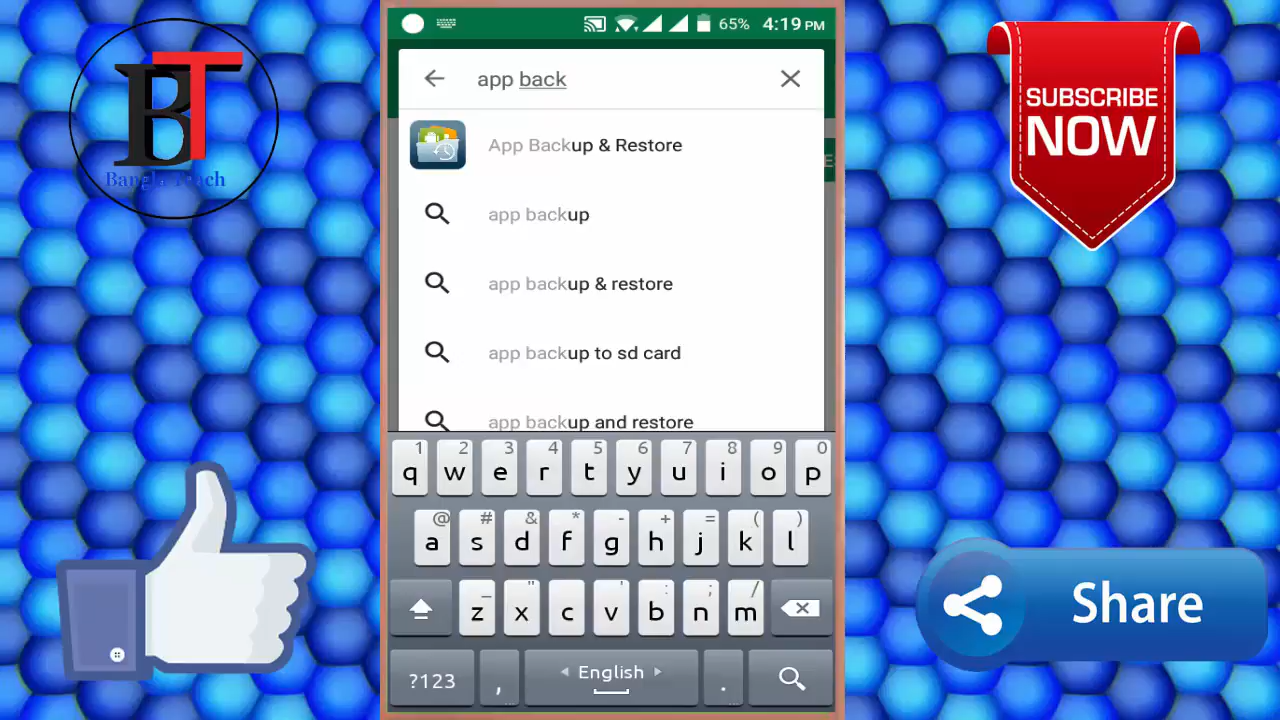 BT
Bangla Teach
65% 4:19 PM
app back
App Backup & Restore
app backup
app backup & restore
app backup to sd card
app backup and restore
E
1 2 3 4 5 6 7 8 9 0
q w e r t y u i o p
@ # & * - + = ( )
a s d f g h j k l
_ " ' : ; /
z x c v b n m
?123 , English .
SUBSCRIBE
NOW
Share